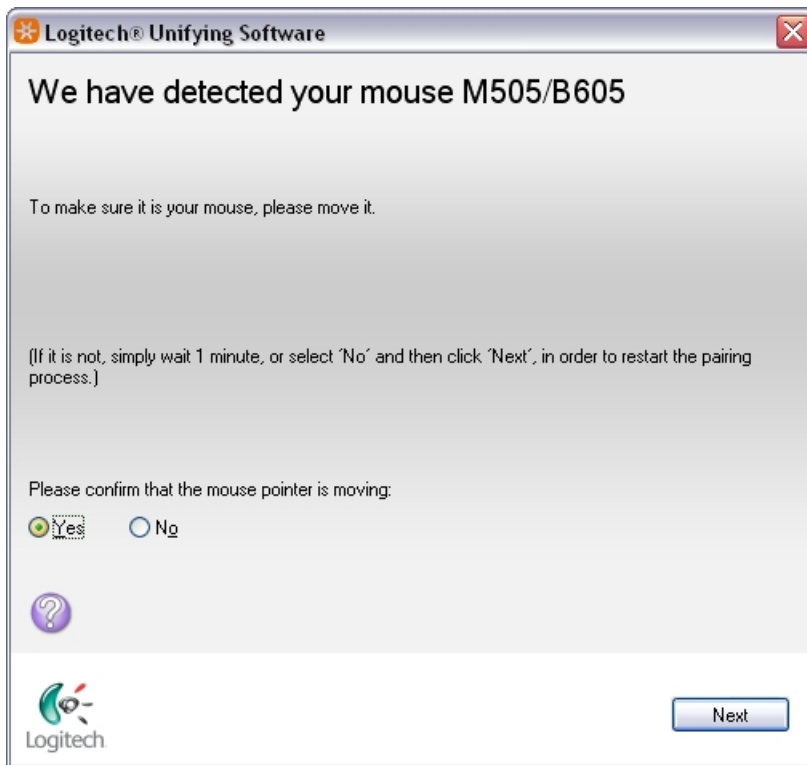 Logitech® Unifying Software
We have detected your mouse M505/B605
To make sure it is your mouse, please move it.
(If it is not, simply wait 1 minute, or select ´No´ and then click ´Next´, in order to restart the pairing
process.)
Please confirm that the mouse pointer is moving:
Yes No
?
Logitech
Next